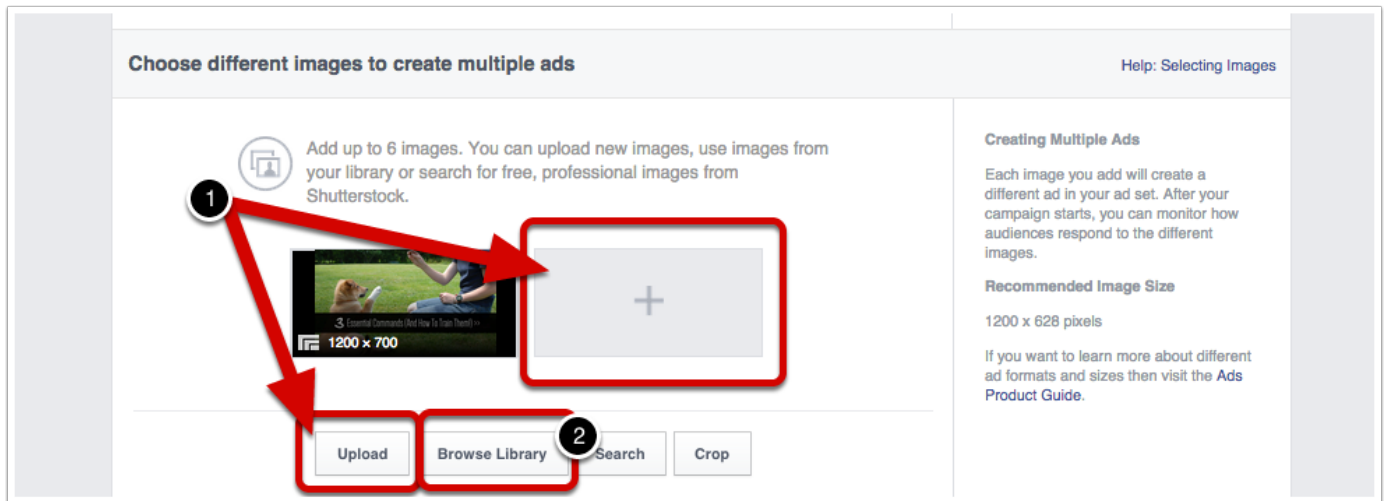 Choose different images to create multiple ads
Help: Selecting Images
Add up to 6 images. You can upload new images, use images from
your library or search for free, professional images from
Shutterstock.
1
3 Essential Commands (And How To Train Them!) >>
1200 × 700
Upload
Browse Library
2
Search
Crop
Creating Multiple Ads
Each image you add will create a
different ad in your ad set. After your
campaign starts, you can monitor how
audiences respond to the different
images.
Recommended Image Size
1200 x 628 pixels
If you want to learn more about different
ad formats and sizes then visit the Ads
Product Guide.